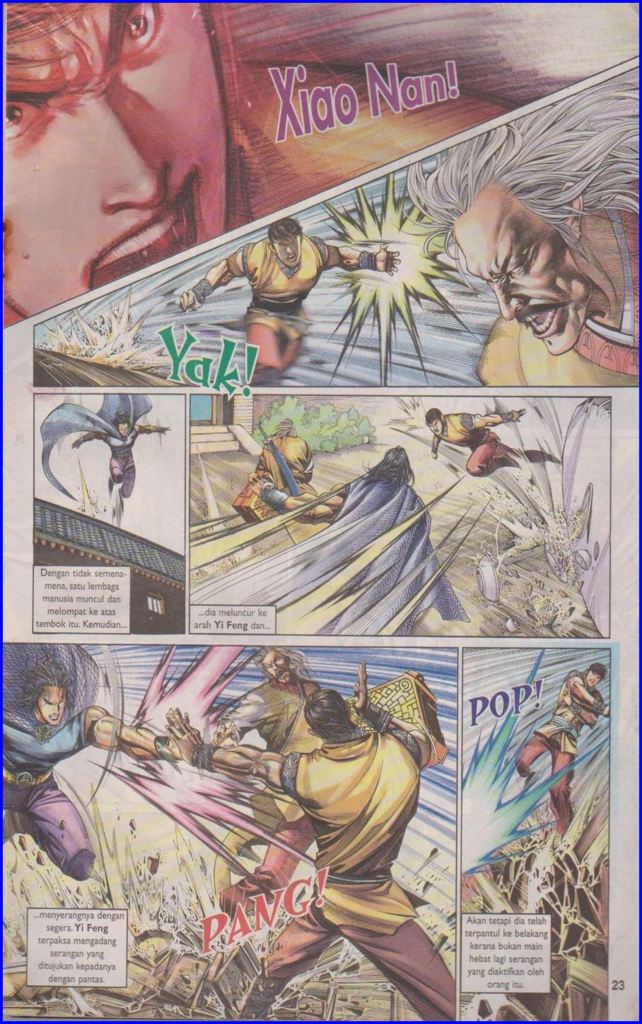 Xiao Nan!
Yak!
Dengan tidak semena-
mena, satu lembaga
manusia muncul dan
melompat ke atas
tembok itu. Kemudian...
...dia meluncur ke
arah Yi Feng dan...
...menyerangnya dengan
segera. Yi Feng
terpaksa mengadang
serangan yang
ditujukan kepadanya
dengan pantas.
PANG!
POP!
Akan tetapi dia telah
terpantul ke belakang
kerana bukan main
hebat lagi serangan
yang diaktifkan oleh
orang itu.
23